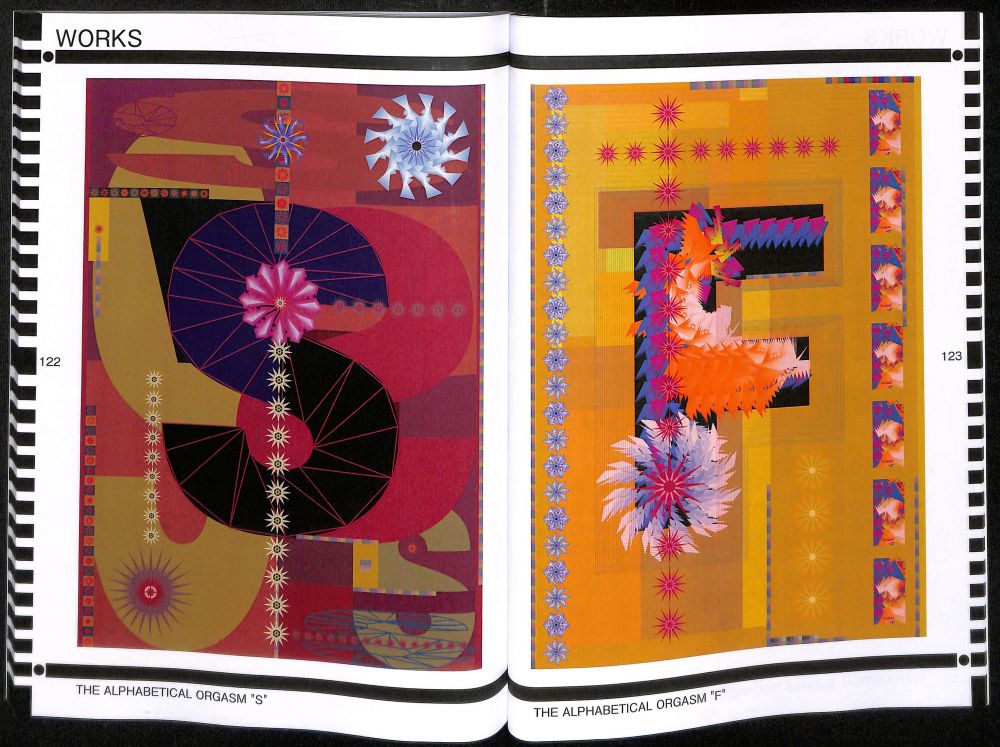 WORKS
S
122
THE ALPHABETICAL ORGASM "S"
F
123
THE ALPHABETICAL ORGASM "F"